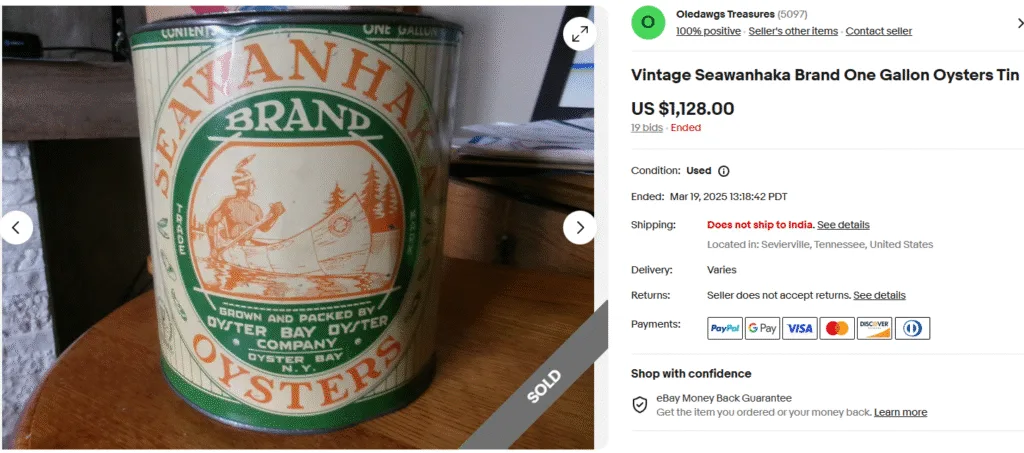 CONTENTS ONE GALLON
SEAWANHAKA
BRAND
TRADE MARK
GROWN AND PACKED BY
OYSTER BAY OYSTER
COMPANY
OYSTER BAY
N.Y.
OYSTERS
SOLD
Oledawgs Treasures (5097)
100% positive · Seller's other items · Contact seller
Vintage Seawanhaka Brand One Gallon Oysters Tin
US $1,128.00
19 bids · Ended
Condition: Used
Ended: Mar 19, 2025 13:18:42 PDT
Shipping: Does not ship to India. See details
Located in: Sevierville, Tennessee, United States
Delivery: Varies
Returns: Seller does not accept returns. See details
Payments: PayPal G Pay VISA DISCOVER
Shop with confidence
eBay Money Back Guarantee
Get the item you ordered or your money back. Learn more